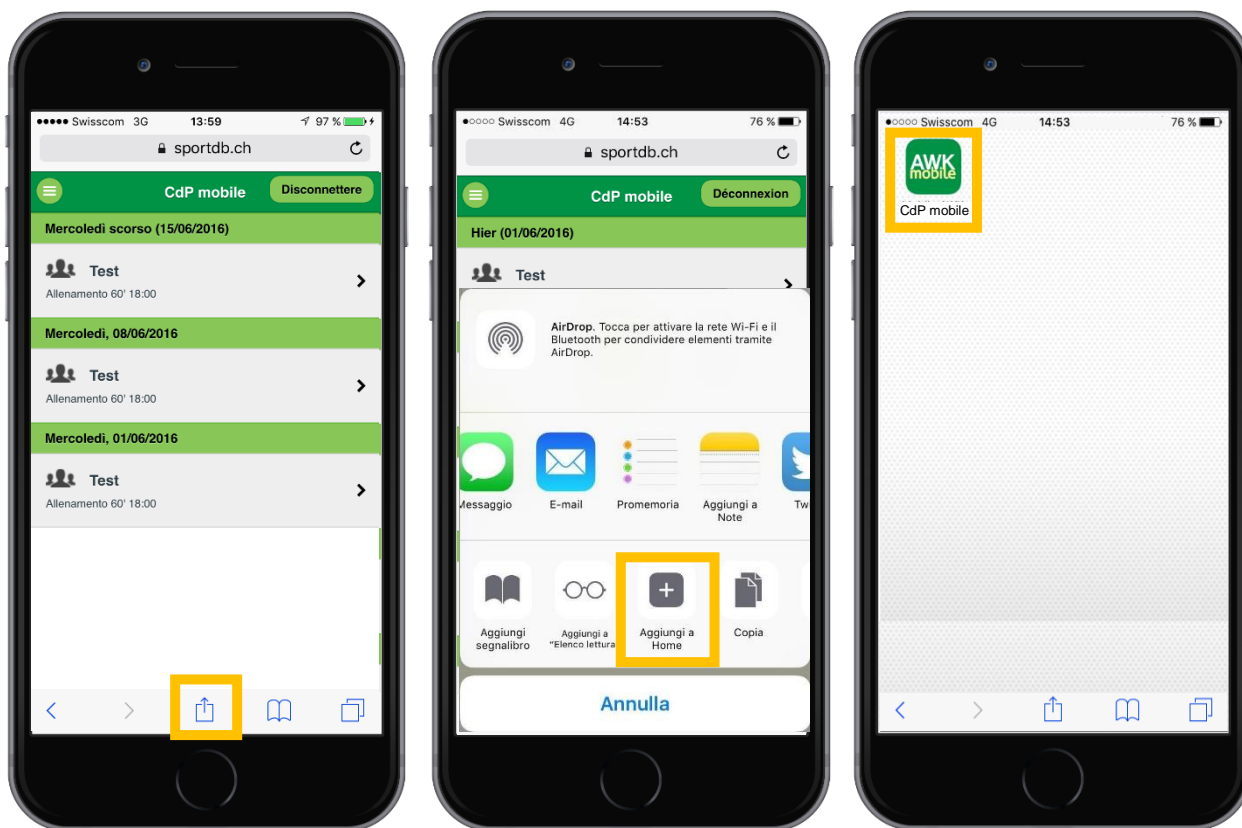 Swisscom 3G 13:59 97 %
sportdb.ch
CdP mobile Disconnettere
Mercoledì scorso (15/06/2016)
Test
Allenamento 60' 18:00
Mercoledì, 08/06/2016
Test
Allenamento 60' 18:00
Mercoledì, 01/06/2016
Test
Allenamento 60' 18:00
Swisscom 4G 14:53 76 %
sportdb.ch
CdP mobile Déconnexion
Hier (01/06/2016)
Test
AirDrop. Tocca per attivare la rete Wi-Fi e il
Bluetooth per condividere elementi tramite
AirDrop.
Messaggio E-mail Promemoria Aggiungi a Tw
Note
Aggiungi Aggiungi a Aggiungi a Copia
segnalibro "Elenco lettura Home
Annulla
Swisscom 4G 14:53 76 %
AWK
mobile
CdP mobile